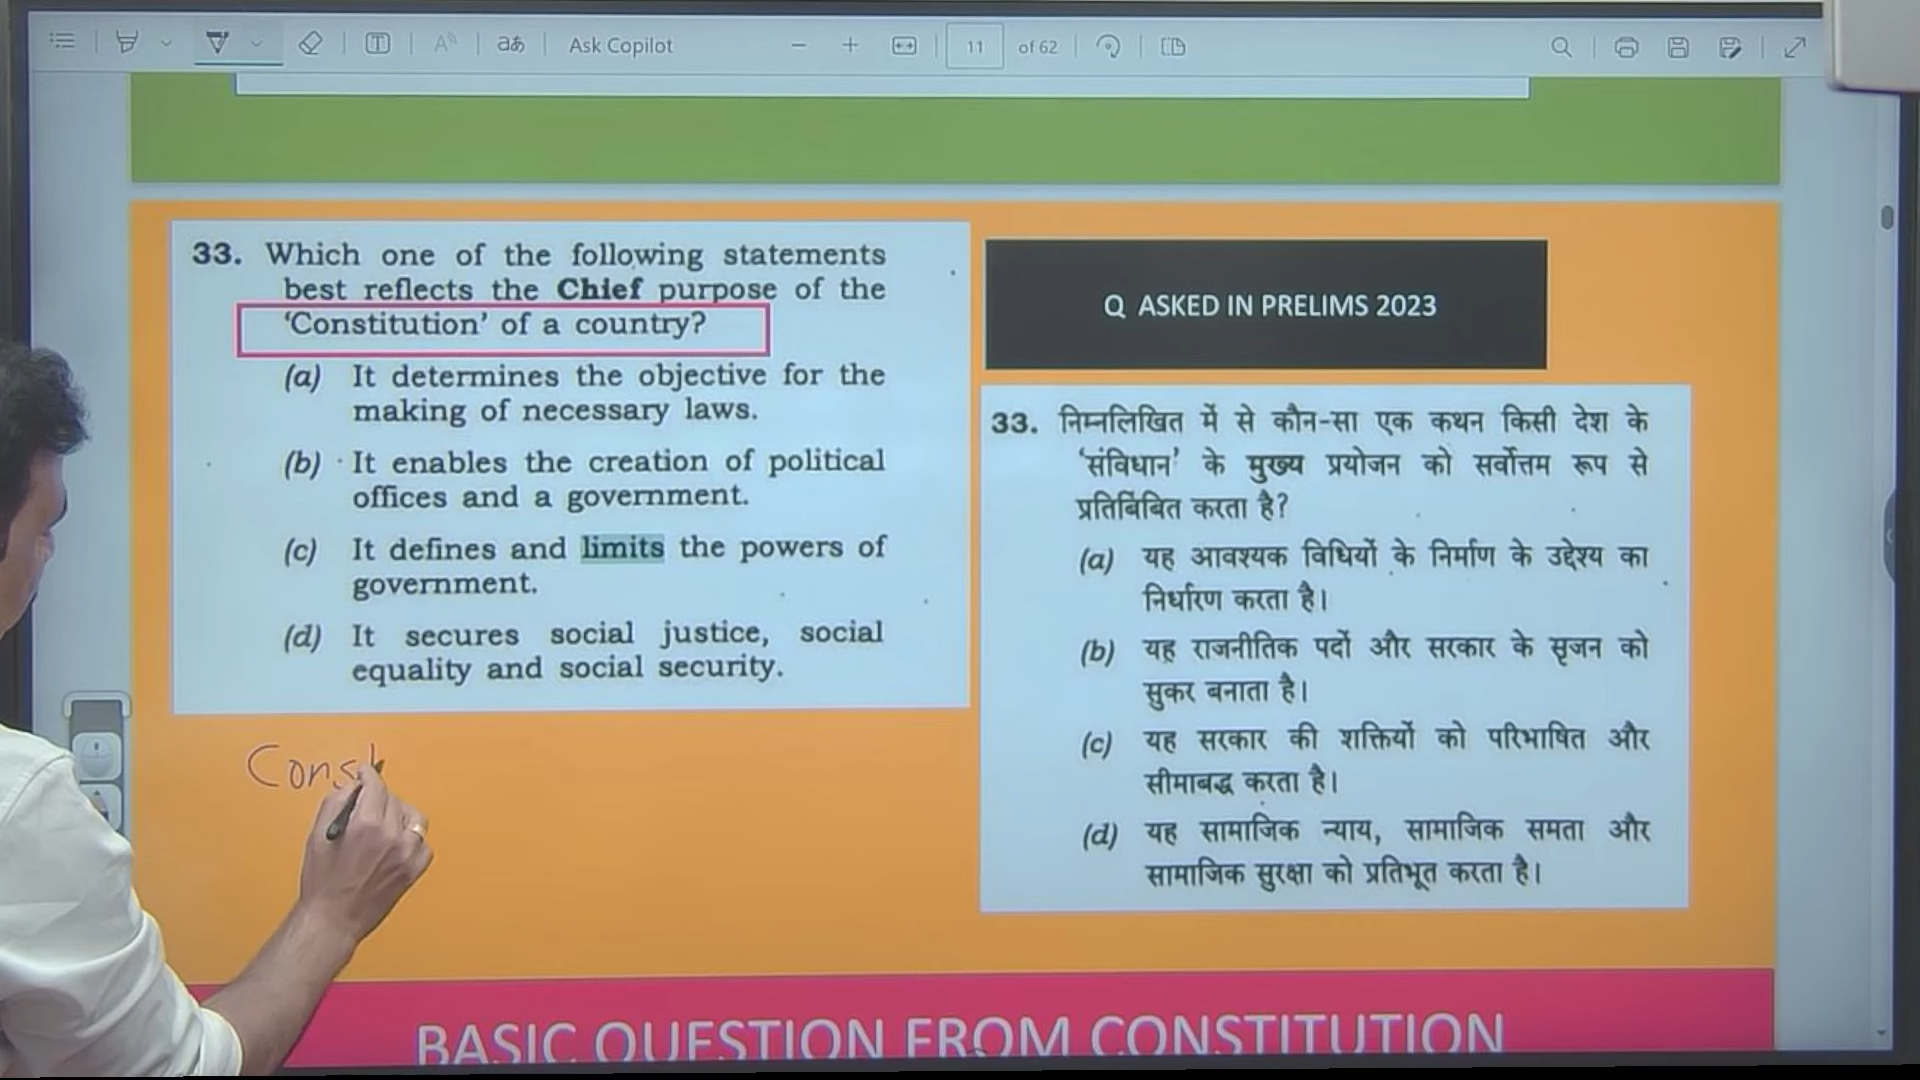 Ask Copilot
11 of 62
33. Which one of the following statements
best reflects the Chief purpose of the
'Constitution' of a country?
(a) It determines the objective for the
making of necessary laws.
(b) It enables the creation of political
offices and a government.
(c) It defines and limits the powers of
government.
(d) It secures social justice, social
equality and social security.
Const
Q ASKED IN PRELIMS 2023
33. निम्नलिखित में से कौन-सा एक कथन किसी देश के
'संविधान' के मुख्य प्रयोजन को सर्वोत्तम रूप से
प्रतिबिंबित करता है?
(a) यह आवश्यक विधियों के निर्माण के उद्देश्य का
निर्धारण करता है।
(b) यह राजनीतिक पदों और सरकार के सृजन को
सुकर बनाता है।
(c) यह सरकार की शक्तियों को परिभाषित और
सीमाबद्ध करता है।
(d) यह सामाजिक न्याय, सामाजिक समता और
सामाजिक सुरक्षा को प्रतिभूत करता है।
BASIC QUESTION FROM CONSTITUTION